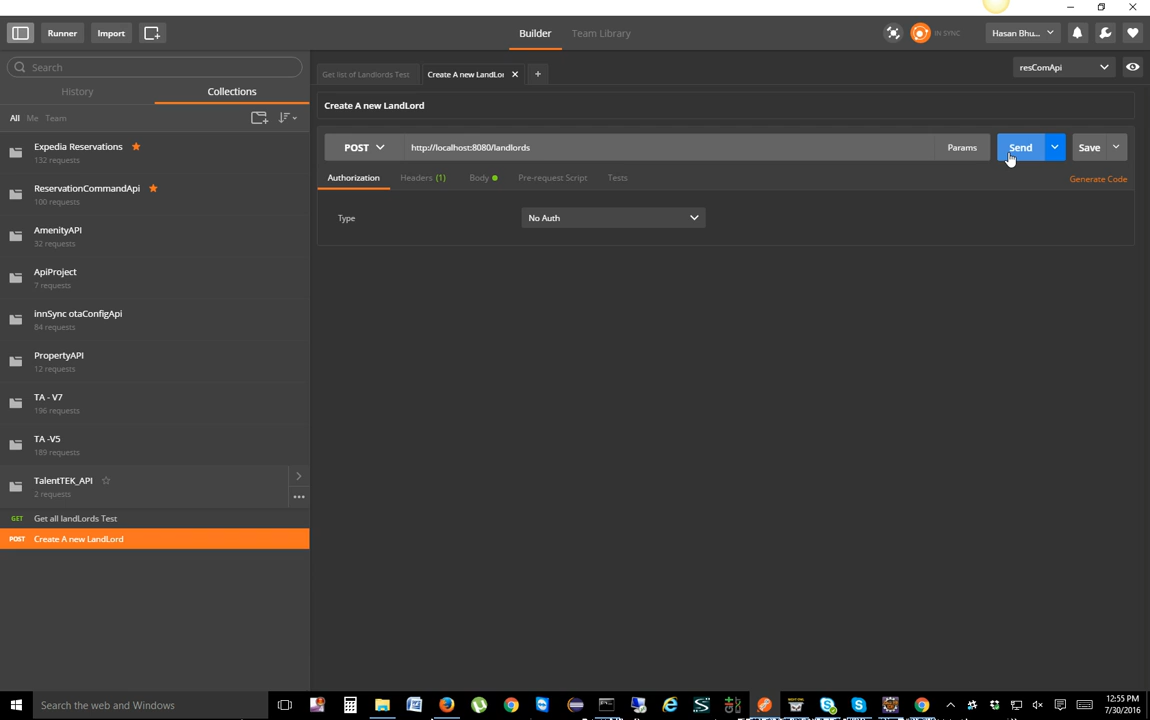 Runner
Import
Builder
Team Library
IN SYNC
Hasan Bhu...
Search
History
Collections
All Me Team
Expedia Reservations
132 requests
ReservationCommandApi
100 requests
AmenityAPI
32 requests
ApiProject
7 requests
innSync otaConfigApi
84 requests
PropertyAPI
12 requests
TA - V7
196 requests
TA -V5
189 requests
TalentTEK_API
2 requests
GET Get all landLords Test
POST Create A new LandLord
Get list of Landlords Test
Create A new LandLor
resComApi
Create A new LandLord
POST
http://localhost:8080/landlords
Params
Send
Save
Authorization
Headers (1)
Body
Pre-request Script
Tests
Generate Code
Type
No Auth
Search the web and Windows
12:55 PM
7/30/2016